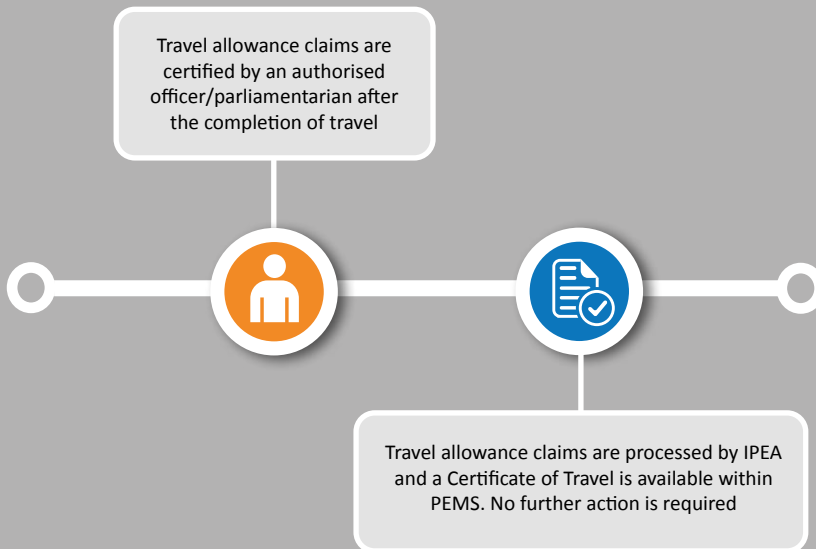 Travel allowance claims are
certified by an authorised
officer/parliamentarian after
the completion of travel
Travel allowance claims are processed by IPEA
and a Certificate of Travel is available within
PEMS. No further action is required